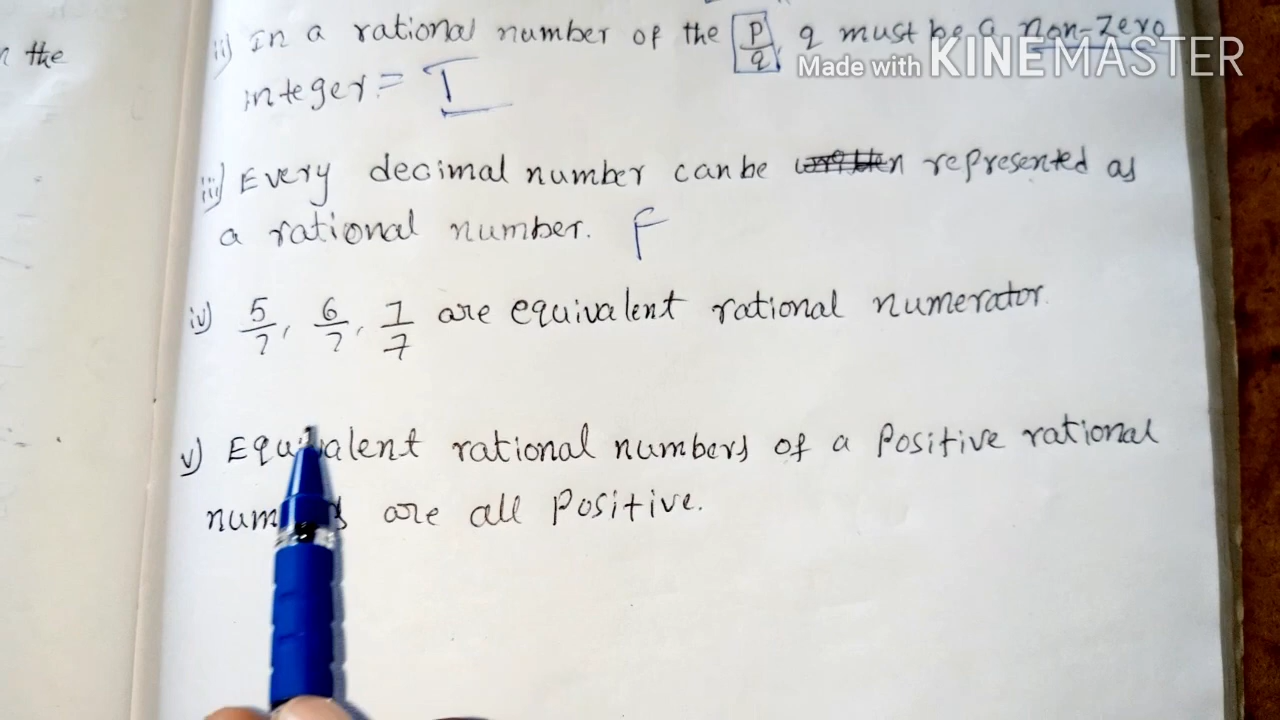 n the
ii) In a rational number of the p/q, q must be a non-zero
Made with KINEMASTER
integer = T
iii) Every decimal number can be represented as
a rational number. F
iv) 5/7, 6/7, 7/7 are equivalent rational numerator.
v) Equivalent rational numbers of a Positive rational
are all Positive.